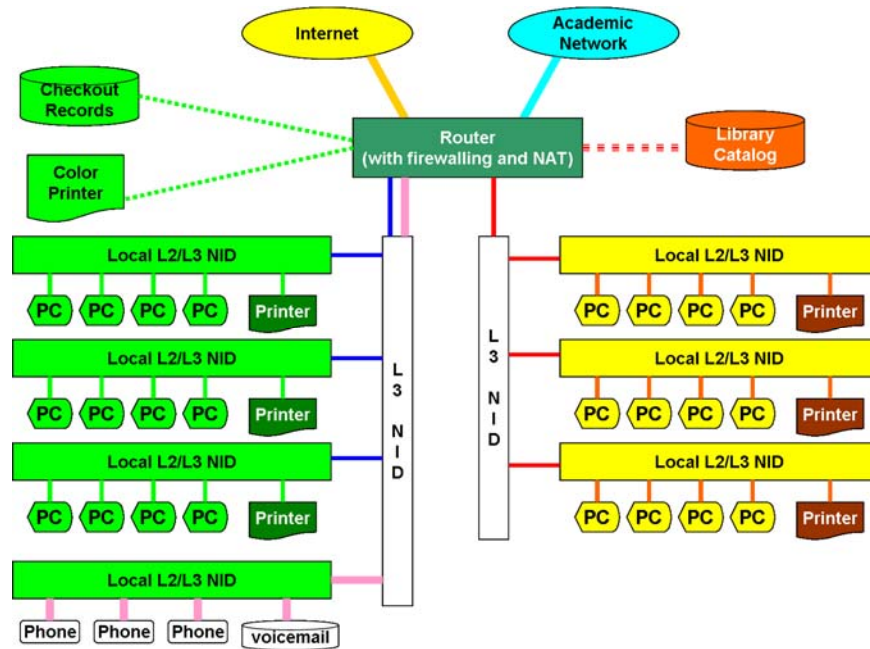 Internet
Academic
Network
Checkout
Records
Router
(with firewalling and NAT)
Library
Catalog
Color
Printer
Local L2/L3 NID
PC PC PC PC Printer
Local L2/L3 NID
PC PC PC PC Printer
Local L2/L3 NID
PC PC PC PC Printer
Local L2/L3 NID
Phone Phone Phone voicemail
L
3
N
I
D
L
3
N
I
D
Local L2/L3 NID
PC PC PC PC Printer
Local L2/L3 NID
PC PC PC PC Printer
Local L2/L3 NID
PC PC PC PC Printer